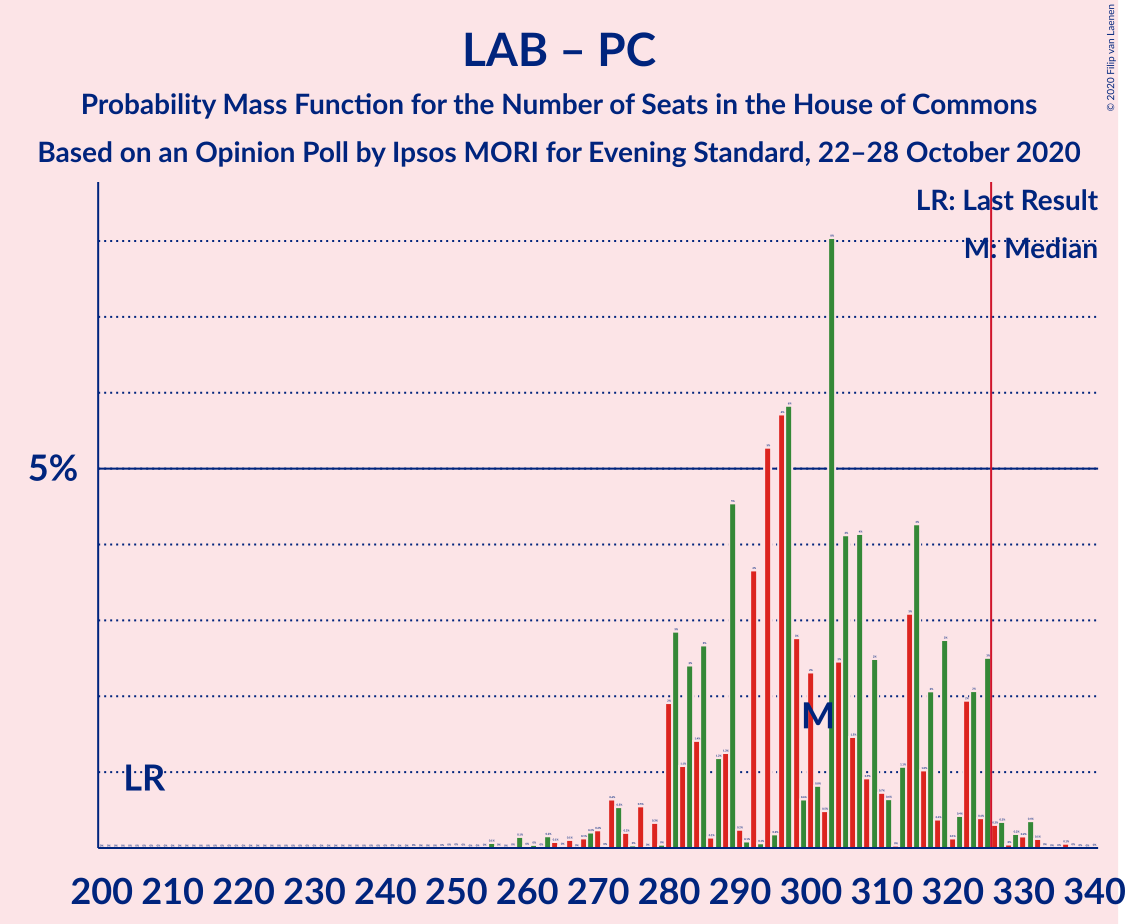 LAB – PC
Probability Mass Function for the Number of Seats in the House of Commons
Based on an Opinion Poll by Ipsos MORI for Evening Standard, 22–28 October 2020
© 2020 Filip van Laenen
LR: Last Result
M: Median
5%
LR
M
200 210 220 230 240 250 260 270 280 290 300 310 320 330 340